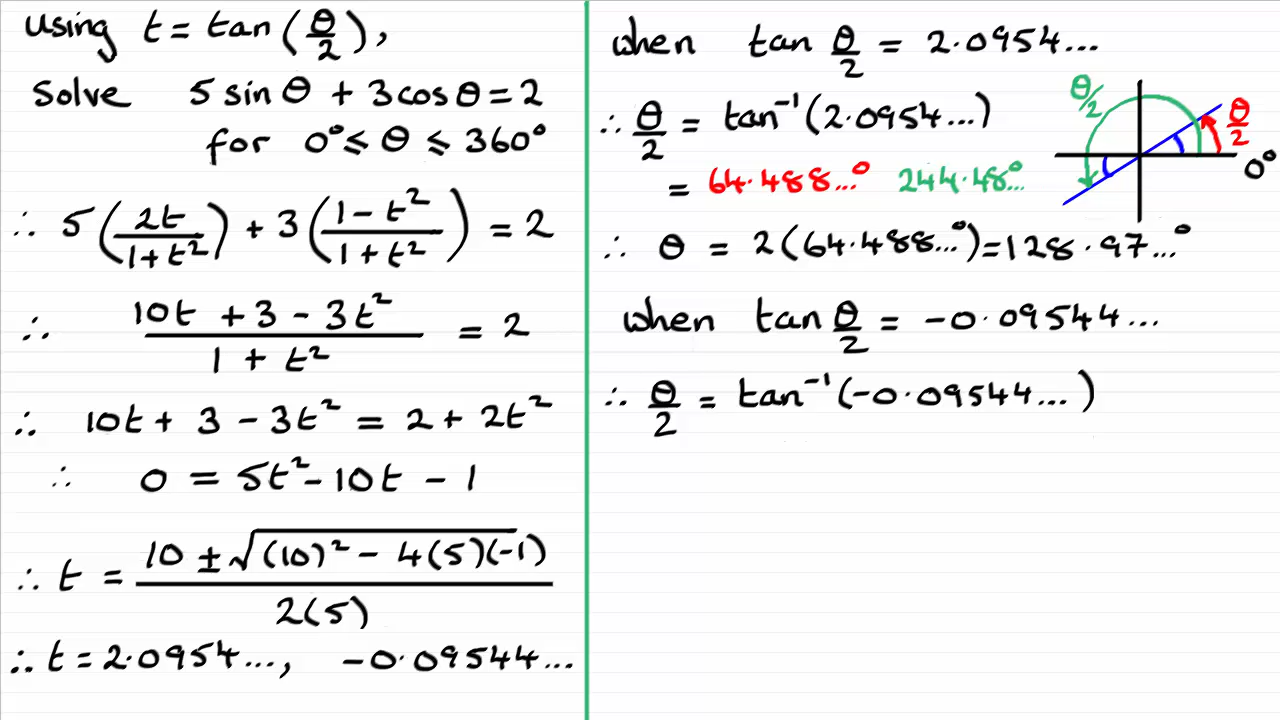 using t = tan(θ/2),
Solve 5 sin θ + 3 cos θ = 2
for 0° ≤ θ ≤ 360°
∴ 5(2t/1+t²) + 3(1-t²/1+t²) = 2
∴ 10t + 3 - 3t²/1 + t² = 2
∴ 10t + 3 - 3t² = 2 + 2t²
∴ 0 = 5t² - 10t - 1
∴ t = 10 ± √(10)² - 4(5)(-1)/2(5)
∴ t = 2.0954..., -0.09544...
when tan θ/2 = 2.0954...
∴ θ/2 = tan⁻¹(2.0954...)
= 64.488...° 244.48°...
θ/2
θ/2
0°
∴ θ = 2(64.488...°) = 128.97...°
when tan θ/2 = -0.09544...
∴ θ/2 = tan⁻¹(-0.09544...)